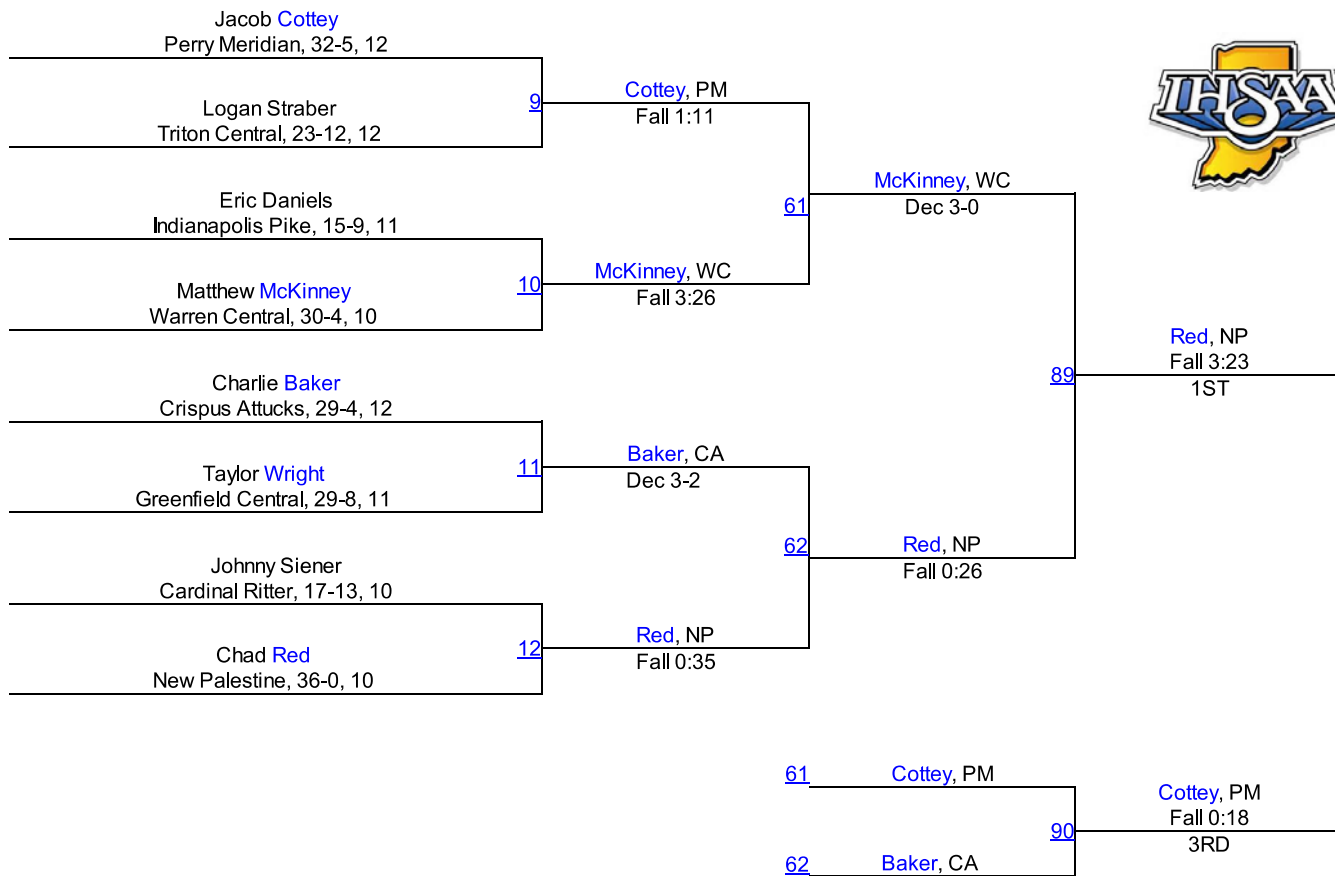 Jacob Cottey
Perry Meridian, 32-5, 12
9
Logan Straber
Triton Central, 23-12, 12
Cottey, PM
Fall 1:11
IHSAA
Eric Daniels
Indianapolis Pike, 15-9, 11
61
McKinney, WC
Dec 3-0
10
Matthew McKinney
Warren Central, 30-4, 10
McKinney, WC
Fall 3:26
Charlie Baker
Crispus Attucks, 29-4, 12
89
Red, NP
Fall 3:23
1ST
11
Taylor Wright
Greenfield Central, 29-8, 11
Baker, CA
Dec 3-2
Johnny Siener
Cardinal Ritter, 17-13, 10
62
Red, NP
Fall 0:26
12
Chad Red
New Palestine, 36-0, 10
Red, NP
Fall 0:35
61
Cottey, PM
90
Cottey, PM
Fall 0:18
3RD
62
Baker, CA